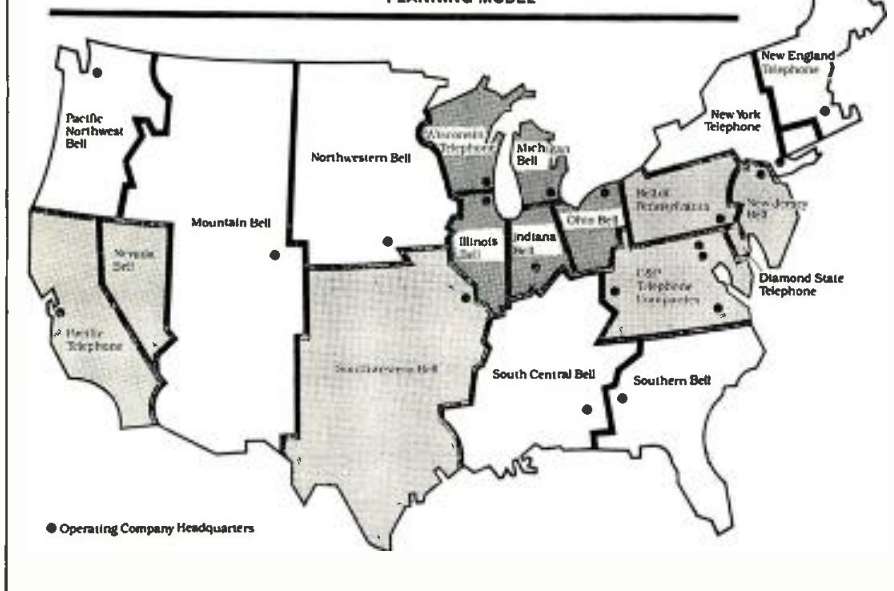 PLANNING MODEL
New England
Telephone
New York
Telephone
Pacific
Northwest
Bell
Wisconsin
Telephone
Michigan
Bell
Northwestern Bell
Bell of
Pennsylvania
New Jersey
Bell
Mountain Bell
Ohio Bell
Illinois
Bell
Indiana
Bell
Nevada
Bell
C&P
Telephone
Companies
Diamond State
Telephone
Pacific
Telephone
Southwestern Bell
South Central Bell
Southern Bell
Operating Company Headquarters